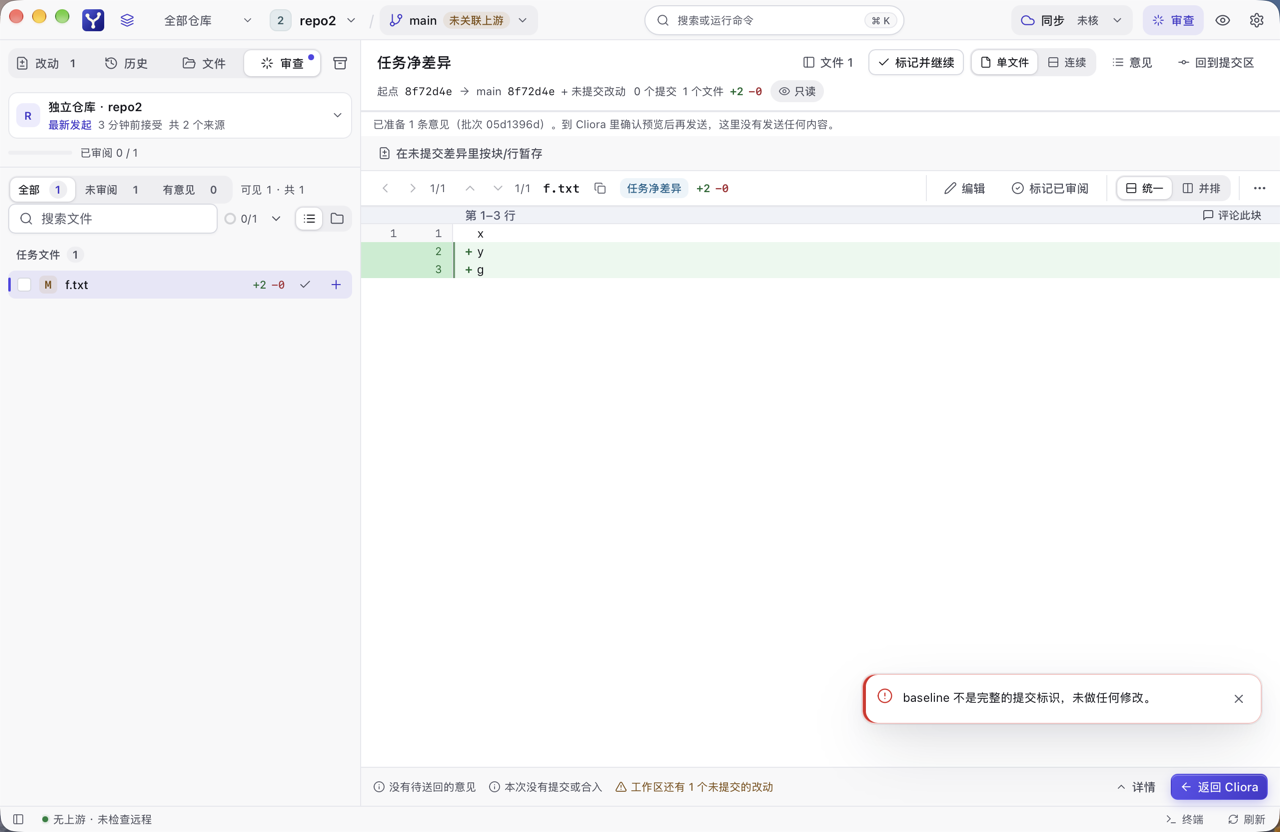 全部仓库 2 repo2 / main 未关联上游 搜索或运行命令 ⌘ K 同步 未核 审查
改动 1 历史 文件 审查
R 独立仓库 · repo2
最新发起 3 分钟前接受 共 2 个来源
已审阅 0 / 1
全部 1 未审阅 1 有意见 0 可见 1 · 共 1
搜索文件 0/1
任务文件 1
M f.txt +2 −0
任务净差异 文件 1 标记并继续 单文件 连续 意见 回到提交区
起点 8f72d4e → main 8f72d4e + 未提交改动 0 个提交 1 个文件 +2 −0 只读
已准备 1 条意见（批次 05d1396d）。到 Cliora 里确认预览后再发送，这里没有发送任何内容。
在未提交差异里按块/行暂存
1/1 1/1 f.txt 任务净差异 +2 −0 编辑 标记已审阅 统一 并排
第 1–3 行 评论此块
1 1 x
2 + y
3 + g
baseline 不是完整的提交标识，未做任何修改。
没有待送回的意见 本次没有提交或合入 工作区还有 1 个未提交的改动 详情 返回 Cliora
无上游 · 未检查远程 终端 刷新